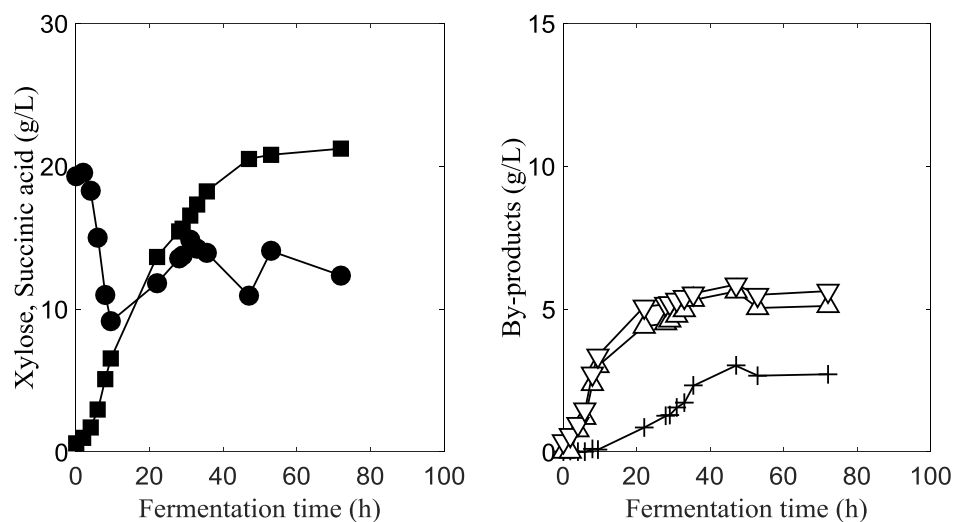 Xylose, Succinic acid (g/L)
30
20
10
0
0 20 40 60 80 100
Fermentation time (h)
By-products (g/L)
15
10
5
0
0 20 40 60 80 100
Fermentation time (h)